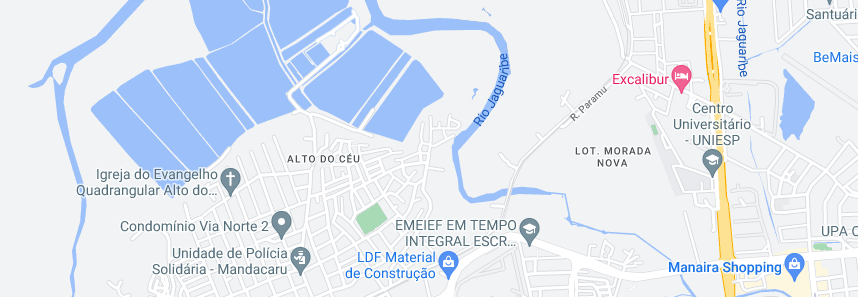 Santuári
Rio Jaguaribe
BeMais
Rio Jaguaribe
Excalibur
R. Paramu
Centro
Universitário
- UNIESP
LOT. MORADA
NOVA
ALTO DO CÉU
Igreja do Evangelho
Quadrangular Alto do...
Condomínio Via Norte 2
EMEIEF EM TEMPO
INTEGRAL ESCR...
UPA O
Unidade de Polícia
Solidária - Mandacaru
LDF Material
de Construção
Manaira Shopping